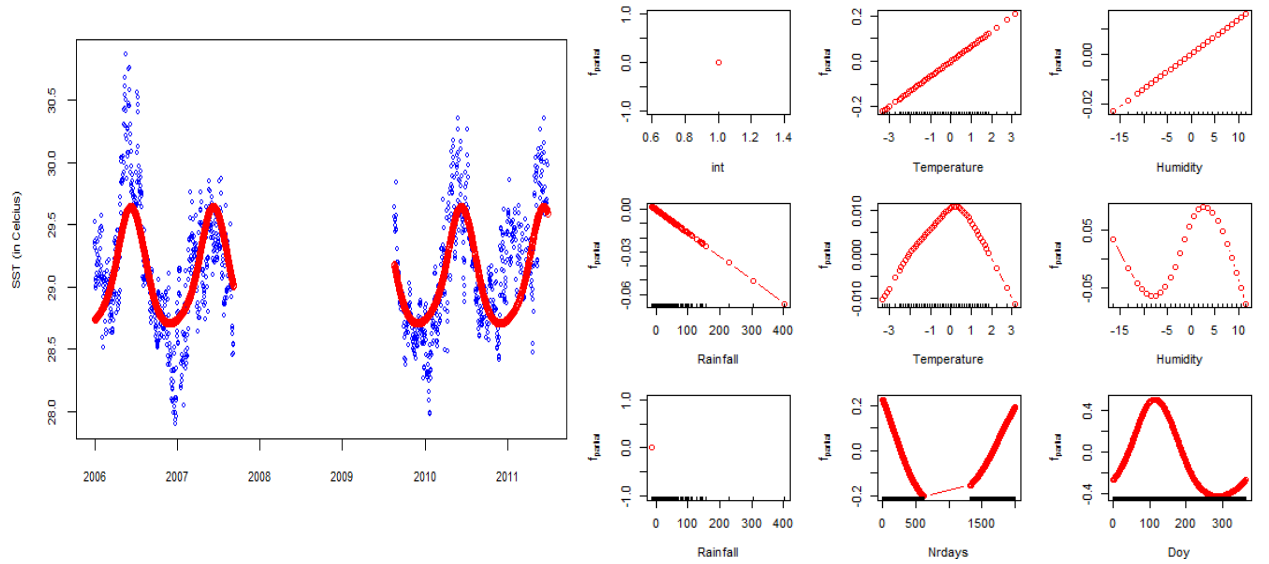 SST (in Celcius)
30.5
30.0
29.5
29.0
28.5
28.0
2006 2007 2008 2009 2010 2011
f partial
1.0
0.0
-1.0
0.6 0.8 1.0 1.2 1.4
int
f partial
0.2
0.0
-0.2
-3 -1 0 1 2 3
Temperature
f partial
0.00
-0.02
-15 -5 0 5 10
Humidity
f partial
0.00
-0.03
-0.06
0 100 200 300 400
Rainfall
f partial
0.010
0.000
-0.010
-3 -1 0 1 2 3
Temperature
f partial
0.05
-0.05
-15 -5 0 5 10
Humidity
f partial
1.0
0.0
-1.0
0 100 200 300 400
Rainfall
f partial
0.2
0.0
-0.2
0 500 1500
Nrdays
f partial
0.4
0.0
-0.4
0 100 200 300
Doy